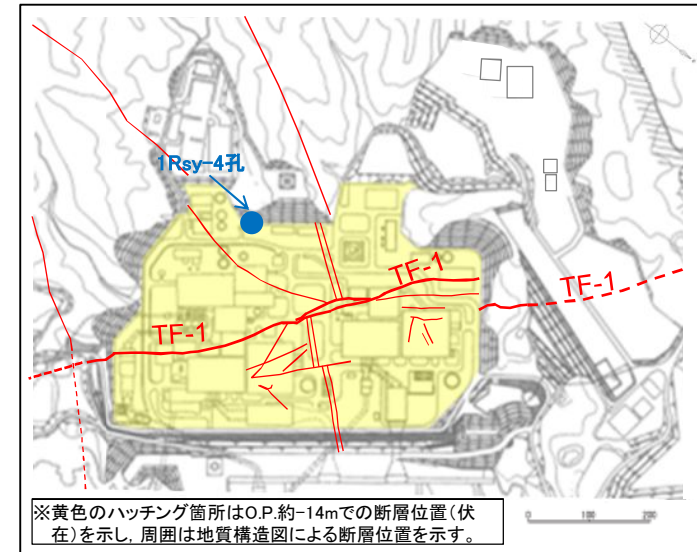 1Rsy-4孔
TF-1
TF-1
TF-1
※黄色のハッチング箇所はO.P.約-14mでの断層位置(伏
在)を示し，周囲は地質構造図による断層位置を示す。
0 100 200